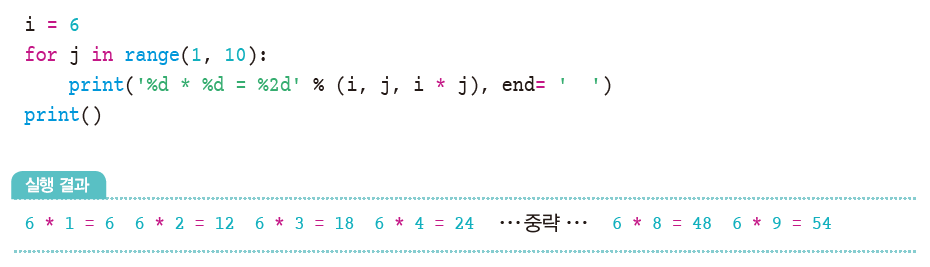 i = 6
for j in range(1, 10):
    print('%d * %d = %2d' % (i, j, i * j), end= '  ')
print()
실행 결과
6 * 1 = 6  6 * 2 = 12  6 * 3 = 18  6 * 4 = 24  …중략…  6 * 8 = 48  6 * 9 = 54